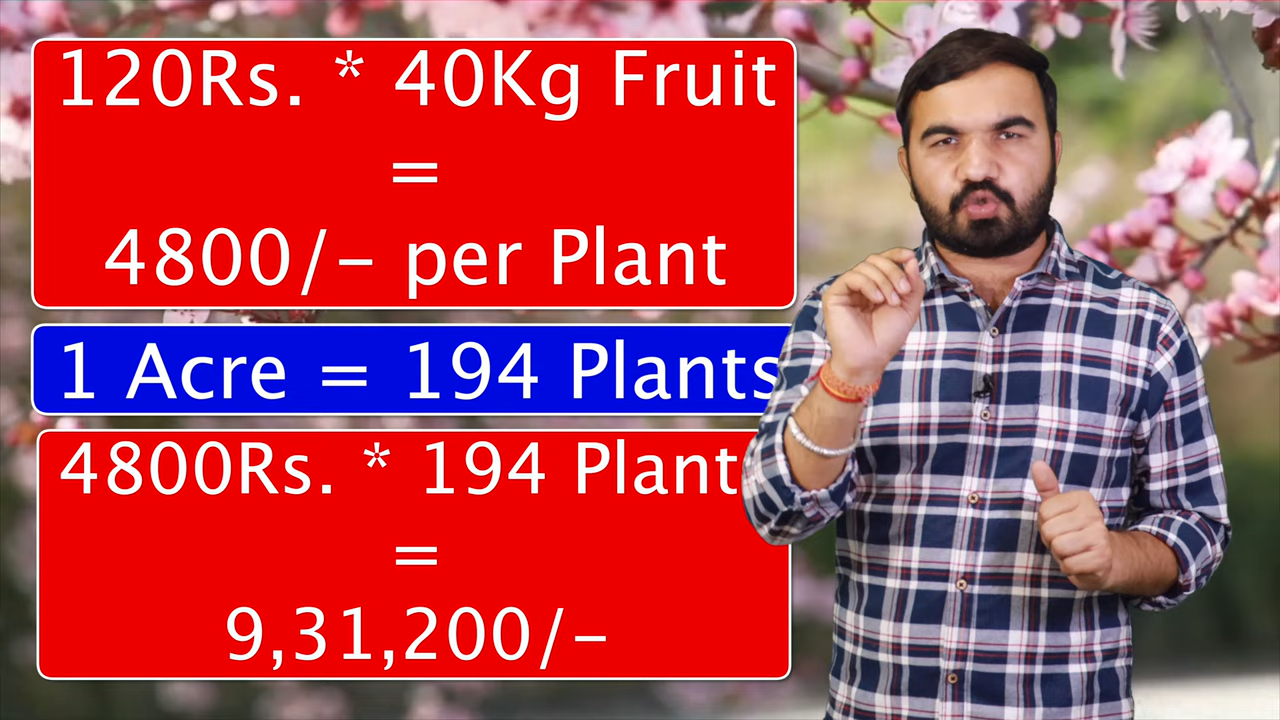 120Rs. * 40Kg Fruit
=
4800/- per Plant
1 Acre = 194 Plants
4800Rs. * 194 Plant
=
9,31,200/-